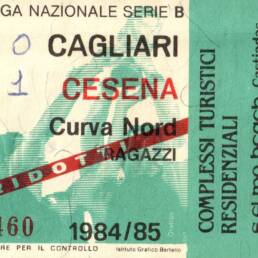 GA NAZIONALE SERIE B
0 CAGLIARI
1 CESENA
Curva Nord
RAGAZZI
RIDOTT
460
1984/85
RE PER IL CONTROLLO
Istituto Grafico Bertello
COMPLESSI TURISTICI
RESIDENZIALI